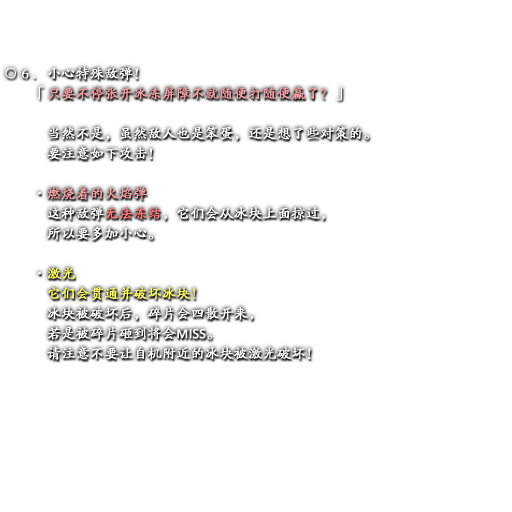 ◎６．小心特殊敌弹！
「只要不停张开冰冻屏障不就随便打随便赢了？」
当然不是，虽然敌人也是笨蛋，还是想了些对策的。
要注意如下攻击！
・燃烧着的火焰弹
这种敌弹无法冻结，它们会从冰块上面掠过，
所以要多加小心。
・激光
它们会贯通并破坏冰块！
冰块被破坏后，碎片会四散开来，
若是被碎片砸到将会MISS。
请注意不要让自机附近的冰块被激光破坏！